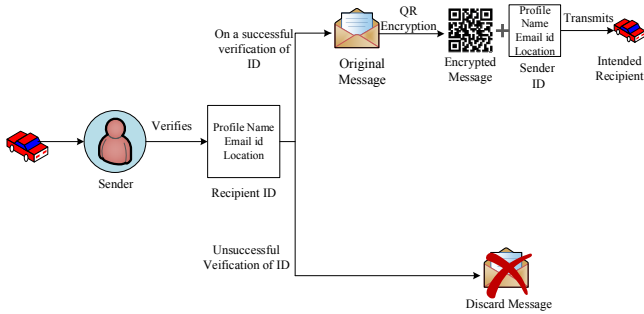 On a successful
verification of
ID
Original
Message
QR
Encryption
Encrypted
Message
Profile Name
Email id
Location
Sender
ID
Transmits
Intended
Recipient
Sender
Verifies
Profile Name
Email id
Location
Recipient ID
Unsuccessful
Veification of ID
Discard Message